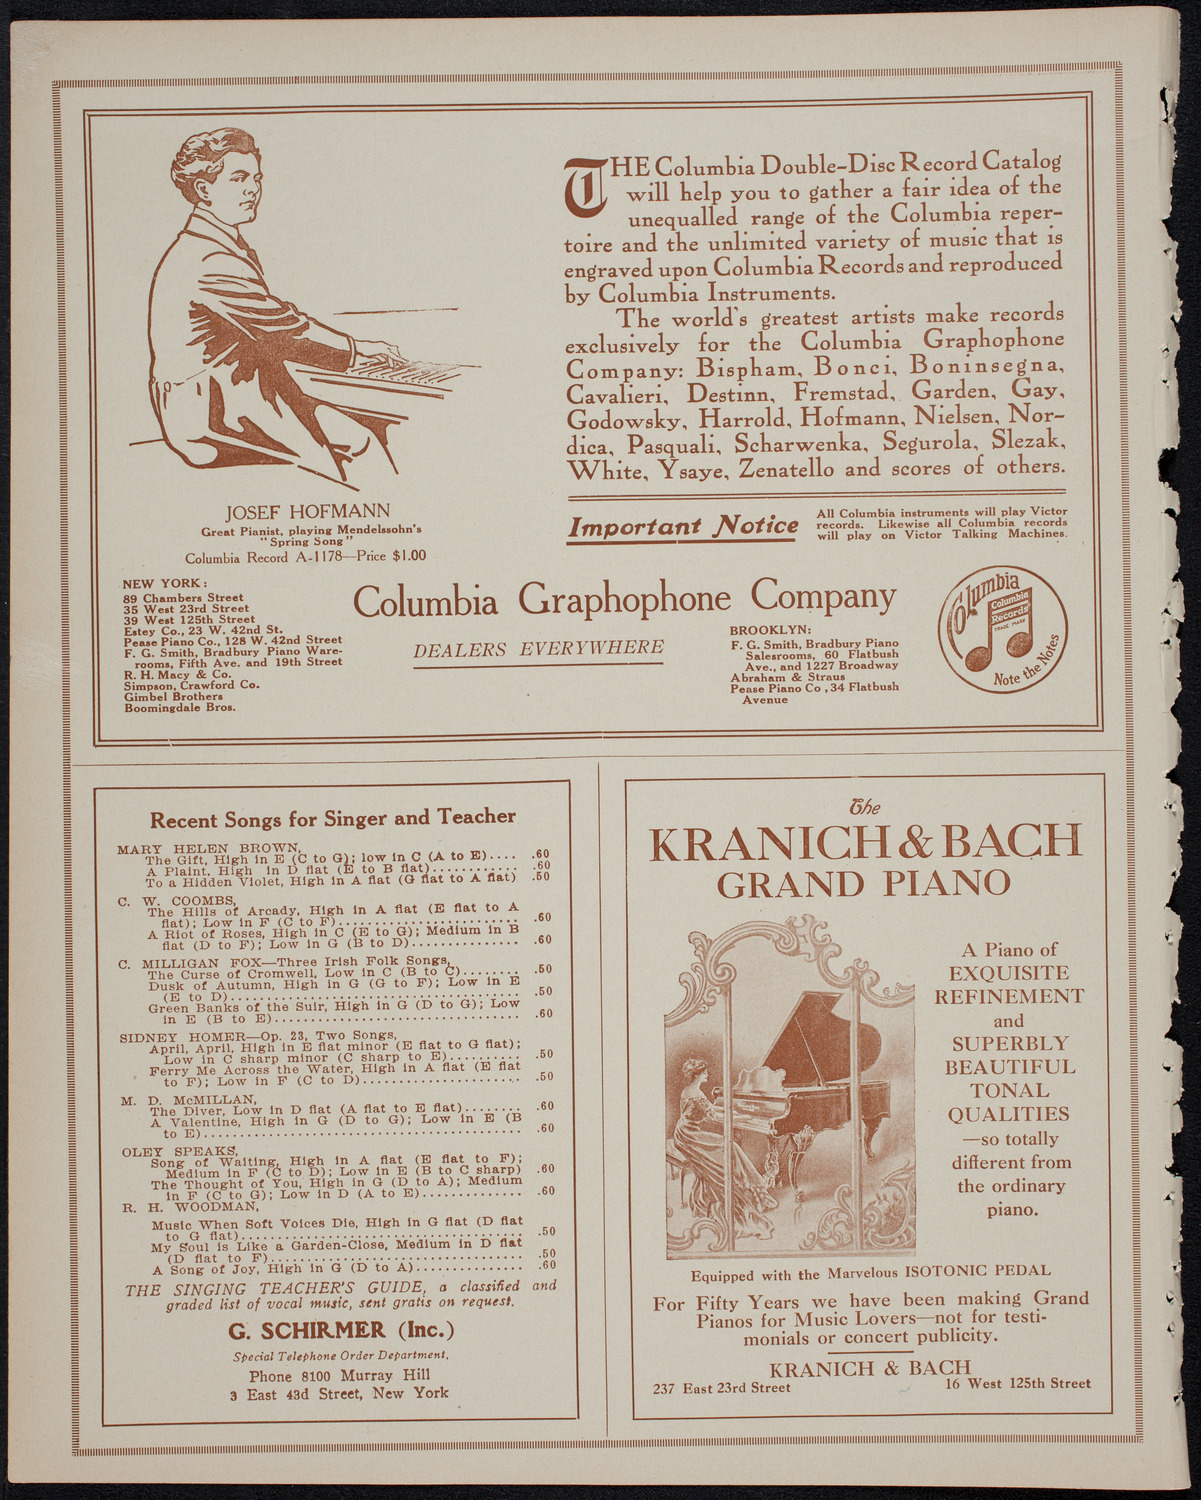 THE Columbia Double-Disc Record Catalog
will help you to gather a fair idea of the
unequalled range of the Columbia reper-
toire and the unlimited variety of music that is
engraved upon Columbia Records and reproduced
by Columbia Instruments.
The world's greatest artists make records
exclusively for the Columbia Graphophone
Company: Bispham, Bonci, Boninsegna,
Cavalieri, Destinn, Fremstad, Garden, Gay,
Godowsky, Harrold, Hofmann, Nielsen, Nor-
dica, Pasquali, Scharwenka, Segurola, Slezak,
White, Ysaye, Zenatello and scores of others.
JOSEF HOFMANN
Great Pianist, playing Mendelssohn's
"Spring Song"
Columbia Record A-1178—Price $1.00
Important Notice
All Columbia instruments will play Victor
records. Likewise all Columbia records
will play on Victor Talking Machines.
NEW YORK:
89 Chambers Street
35 West 23rd Street
39 West 125th Street
Estey Co., 23 W. 42nd St.
Pease Piano Co., 128 W. 42nd Street
F. G. Smith, Bradbury Piano Ware-
rooms, Fifth Ave. and 19th Street
R. H. Macy & Co.
Simpson, Crawford Co.
Gimbel Brothers
Boomingdale Bros.
Columbia Graphophone Company
DEALERS EVERYWHERE
BROOKLYN:
F. G. Smith, Bradbury Piano
Salesrooms, 60 Flatbush
Ave., and 1227 Broadway
Abraham & Straus
Pease Piano Co., 34 Flatbush
Avenue
Columbia
Columbia
Records
TRADE MARK
Note the Notes
Recent Songs for Singer and Teacher
MARY HELEN BROWN,
The Gift, High in E (C to G); low in C (A to E).... .60
A Plaint, High in D flat (E to B flat)............ .60
To a Hidden Violet, High in A flat (G flat to A flat) .50
C. W. COOMBS,
The Hills of Arcady, High in A flat (E flat to A
flat); Low in F (C to F)........................ .60
A Riot of Roses, High in C (E to G); Medium in B
flat (D to F); Low in G (B to D)............... .60
C. MILLIGAN FOX—Three Irish Folk Songs,
The Curse of Cromwell, Low in C (B to C)........ .50
Dusk of Autumn, High in G (G to F); Low in E
(E to D)....................................... .50
Green Banks of the Suir, High in G (D to G); Low
in E (B to E).................................. .60
SIDNEY HOMER—Op. 23, Two Songs,
April, April, High in E flat minor (E flat to G flat);
Low in C sharp minor (C sharp to E).......... .50
Ferry Me Across the Water, High in A flat (E flat
to F); Low in F (C to D)...................... .50
M. D. McMILLAN,
The Diver, Low in D flat (A flat to E flat)........ .60
A Valentine, High in G (D to G); Low in E (B
to E)........................................... .60
OLEY SPEAKS,
Song of Waiting, High in A flat (E flat to F);
Medium in F (C to D); Low in E (B to C sharp) .60
The Thought of You, High in G (D to A); Medium
in F (C to G); Low in D (A to E).............. .60
R. H. WOODMAN,
Music When Soft Voices Die, High in G flat (D flat
to G flat)...................................... .50
My Soul is Like a Garden-Close, Medium in D flat
(D flat to F)................................... .50
A Song of Joy, High in G (D to A)............... .60
THE SINGING TEACHER'S GUIDE, a classified and
graded list of vocal music, sent gratis on request.
G. SCHIRMER (Inc.)
Special Telephone Order Department,
Phone 8100 Murray Hill
3 East 43d Street, New York
The
KRANICH & BACH
GRAND PIANO
A Piano of
EXQUISITE
REFINEMENT
and
SUPERBLY
BEAUTIFUL
TONAL
QUALITIES
—so totally
different from
the ordinary
piano.
Equipped with the Marvelous ISOTONIC PEDAL
For Fifty Years we have been making Grand
Pianos for Music Lovers—not for testi-
monials or concert publicity.
KRANICH & BACH
237 East 23rd Street 16 West 125th Street